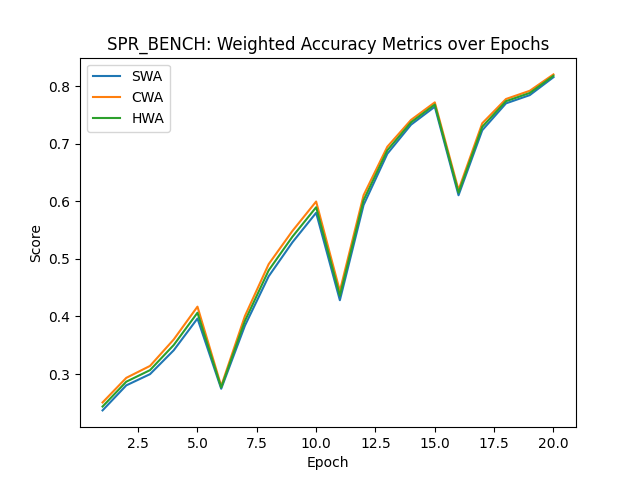 SPR_BENCH: Weighted Accuracy Metrics over Epochs
SWA
CWA
HWA
0.8
0.7
0.6
0.5
0.4
0.3
Score
2.5 5.0 7.5 10.0 12.5 15.0 17.5 20.0
Epoch